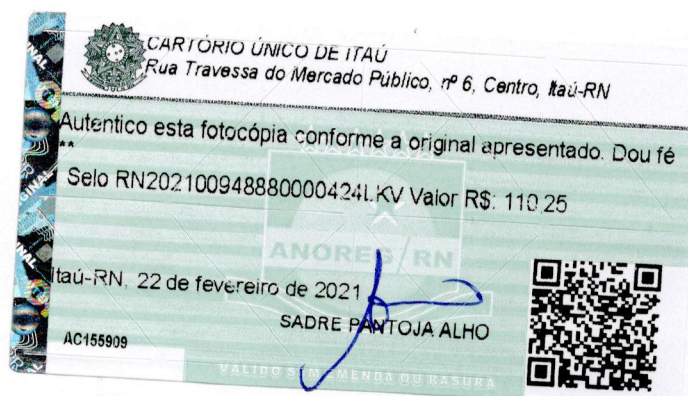 CARTÓRIO ÚNICO DE ITAÚ
Rua Travessa do Mercado Público, nº 6, Centro, Itaú-RN
Autentico esta fotocópia conforme a original apresentado. Dou fé
**
Selo RN202100948880000424LKV Valor R$: 110,25
ANOREG/RN
Itaú-RN, 22 de fevereiro de 2021
SADRE PANTOJA ALHO
AC155909
VALIDO SEM EMENDA OU RASURA